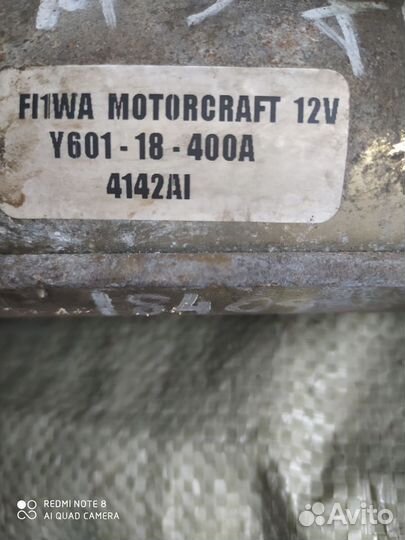 FI1WA MOTORCRAFT 12V
Y601 - 18 - 400A
4142AI
REDMI NOTE 8
AI QUAD CAMERA
Avito